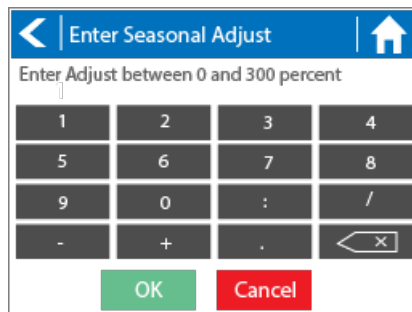 Enter Seasonal Adjust
Enter Adjust between 0 and 300 percent
1 2 3 4
5 6 7 8
9 0 : /
- + .
OK Cancel